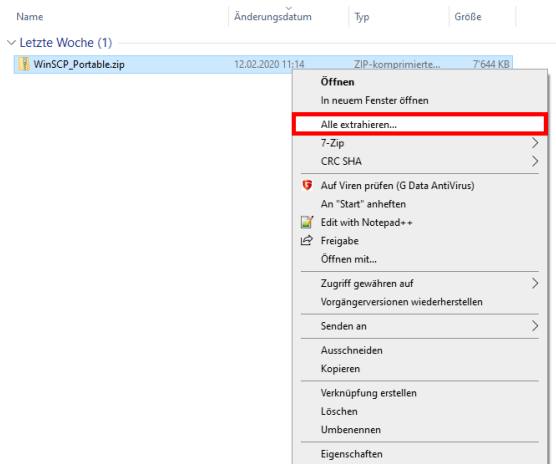 Name Änderungsdatum Typ Größe
Letzte Woche (1)
WinSCP_Portable.zip 12.02.2020 11:14 ZIP-komprimierte... 7'644 KB
Öffnen
In neuem Fenster öffnen
Alle extrahieren...
7-Zip
CRC SHA
Auf Viren prüfen (G Data AntiVirus)
An "Start" anheften
Edit with Notepad++
Freigabe
Öffnen mit...
Zugriff gewähren auf
Vorgängerversionen wiederherstellen
Senden an
Ausschneiden
Kopieren
Verknüpfung erstellen
Löschen
Umbenennen
Eigenschaften